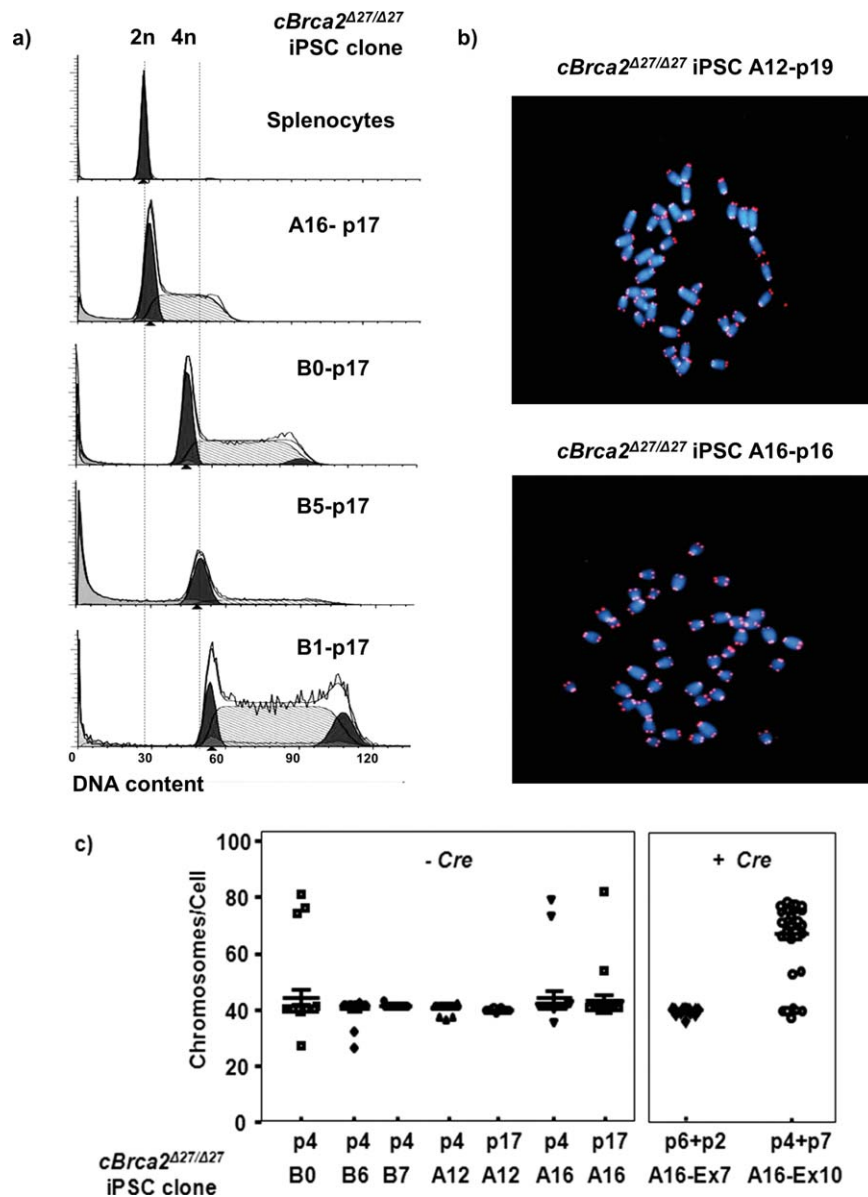 a)
cBrca2Δ27/Δ27
iPSC clone
2n 4n
Splenocytes
A16- p17
B0-p17
B5-p17
B1-p17
0 30 60 90 120
DNA content
b)
cBrca2Δ27/Δ27 iPSC A12-p19
cBrca2Δ27/Δ27 iPSC A16-p16
c)
Chromosomes/Cell
100
80
60
40
20
0
- Cre
+ Cre
p4 p4 p4 p4 p17 p4 p17 p6+p2 p4+p7
B0 B6 B7 A12 A12 A16 A16 A16-Ex7 A16-Ex10
cBrca2Δ27/Δ27
iPSC clone